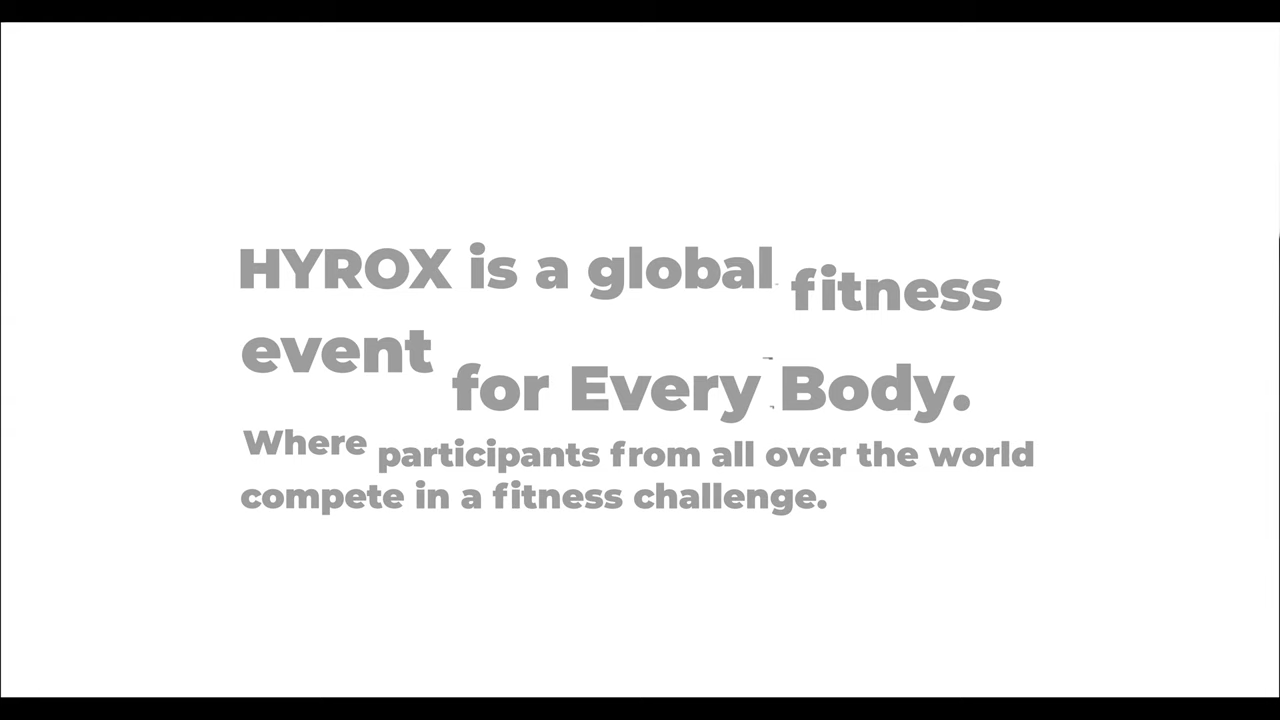 HYROX is a global fitness
event for Every Body.
Where participants from all over the world
compete in a fitness challenge.